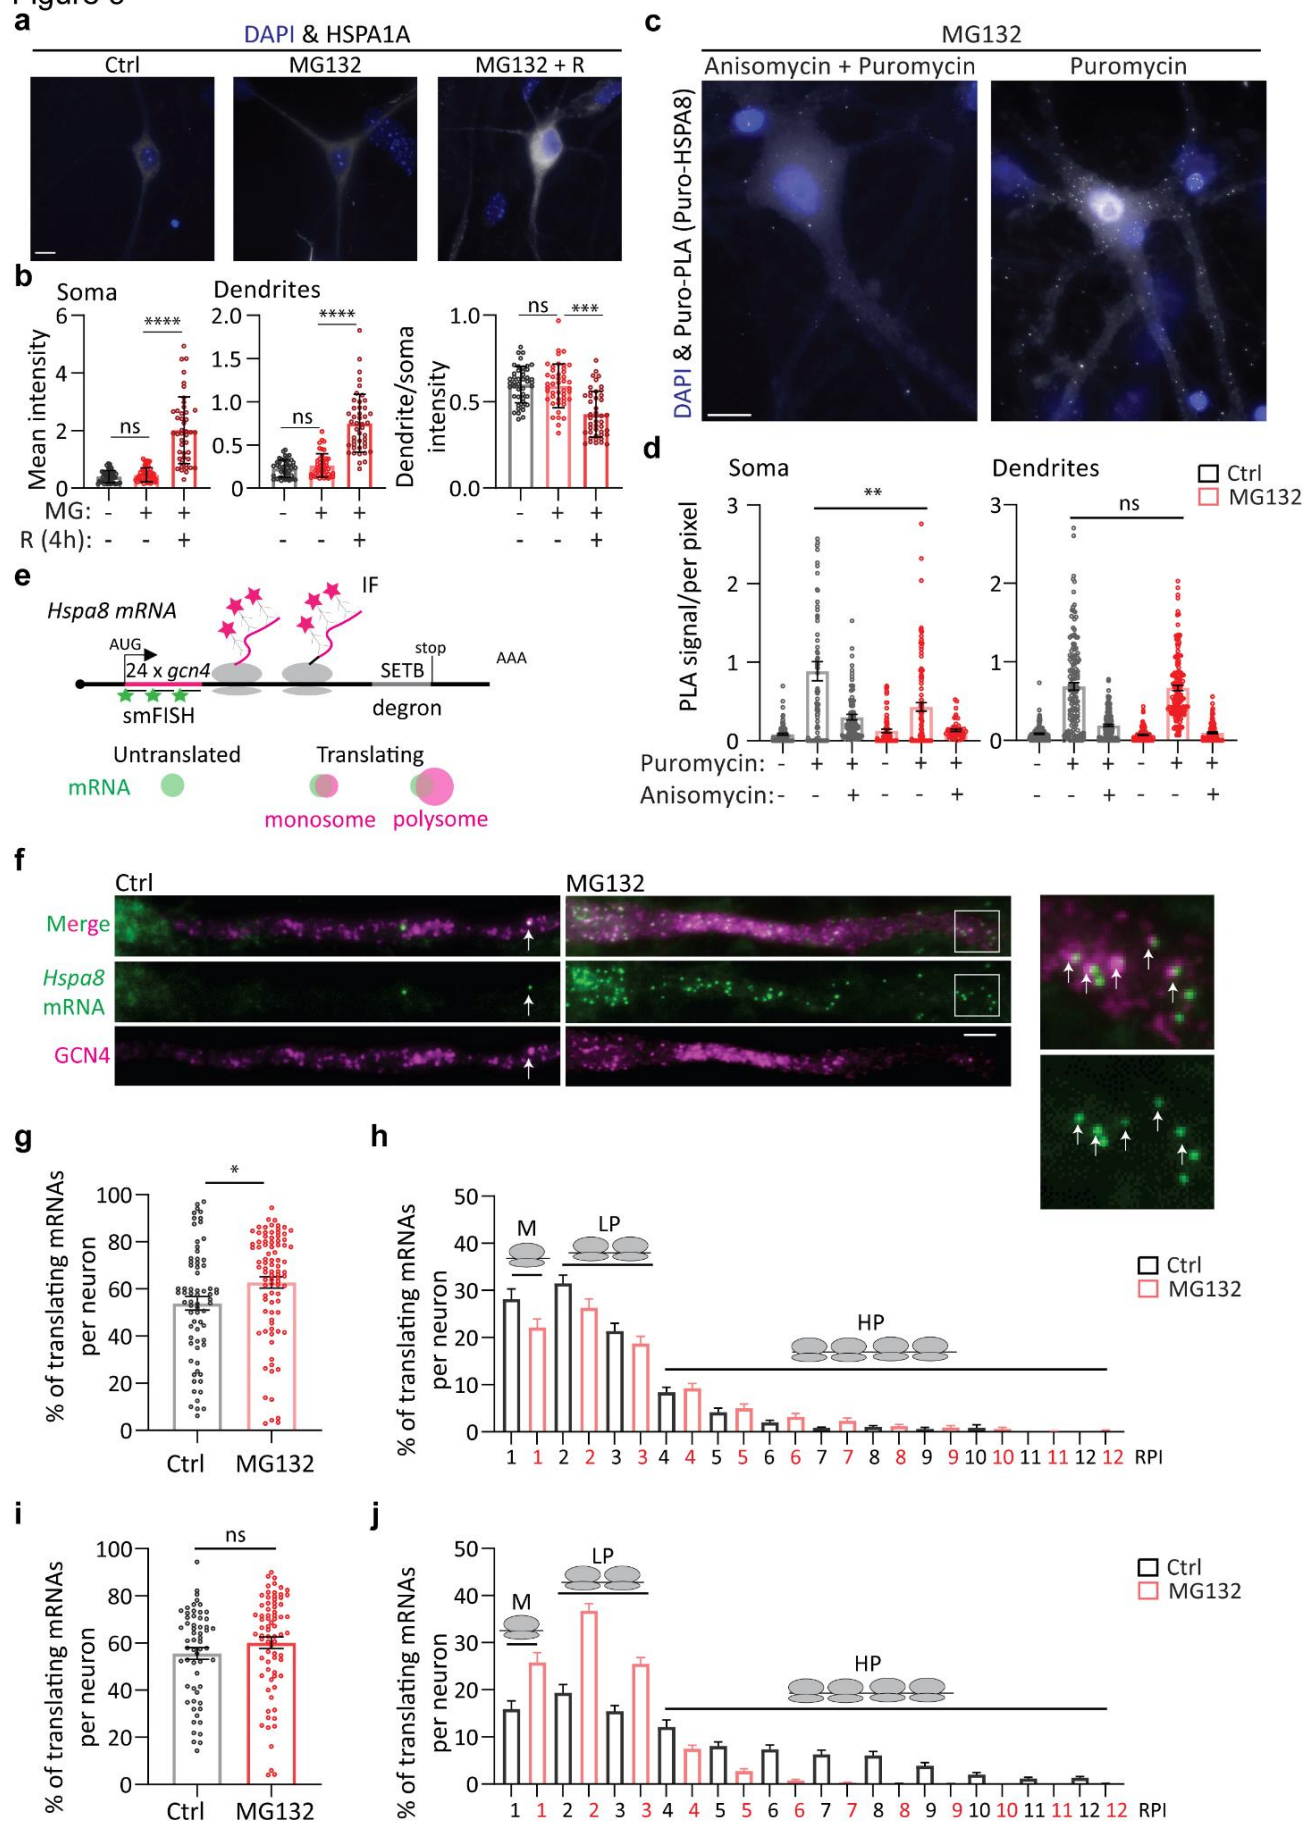 a
DAPI & HSPA1A
Ctrl MG132 MG132 + R
b
Soma Dendrites
Mean intensity
6
4
2
0
ns ****
2.0
1.5
1.0
0.5
0
ns ****
Dendrite/soma
intensity
1.0
0.5
0.0
ns ***
MG: - + + - + + - + +
R (4h): - - + - - + - - +
c
MG132
Anisomycin + Puromycin Puromycin
DAPI & Puro-PLA (Puro-HSPA8)
d
Soma Dendrites
Ctrl
MG132
PLA signal/per pixel
3
2
1
0
**
3
2
1
0
ns
Puromycin: - + + - + + - + + - + +
Anisomycin: - - + - - + - - + - - +
e
Hspa8 mRNA
IF
AUG
24 x gcn4
smFISH
SETB
stop
degron
AAA
Untranslated Translating
mRNA
monosome polysome
f
Ctrl MG132
Merge
Hspa8
mRNA
GCN4
g
% of translating mRNAs
per neuron
100
80
60
40
20
0
*
Ctrl MG132
h
% of translating mRNAs
per neuron
50
40
30
20
10
0
M LP HP
Ctrl
MG132
1 1 2 2 3 3 4 4 5 5 6 6 7 7 8 8 9 9 10 10 11 11 12 12 RPI
i
% of translating mRNAs
per neuron
100
80
60
40
20
0
ns
Ctrl MG132
j
% of translating mRNAs
per neuron
50
40
30
20
10
0
M LP HP
Ctrl
MG132
1 1 2 2 3 3 4 4 5 5 6 6 7 7 8 8 9 9 10 10 11 11 12 12 RPI